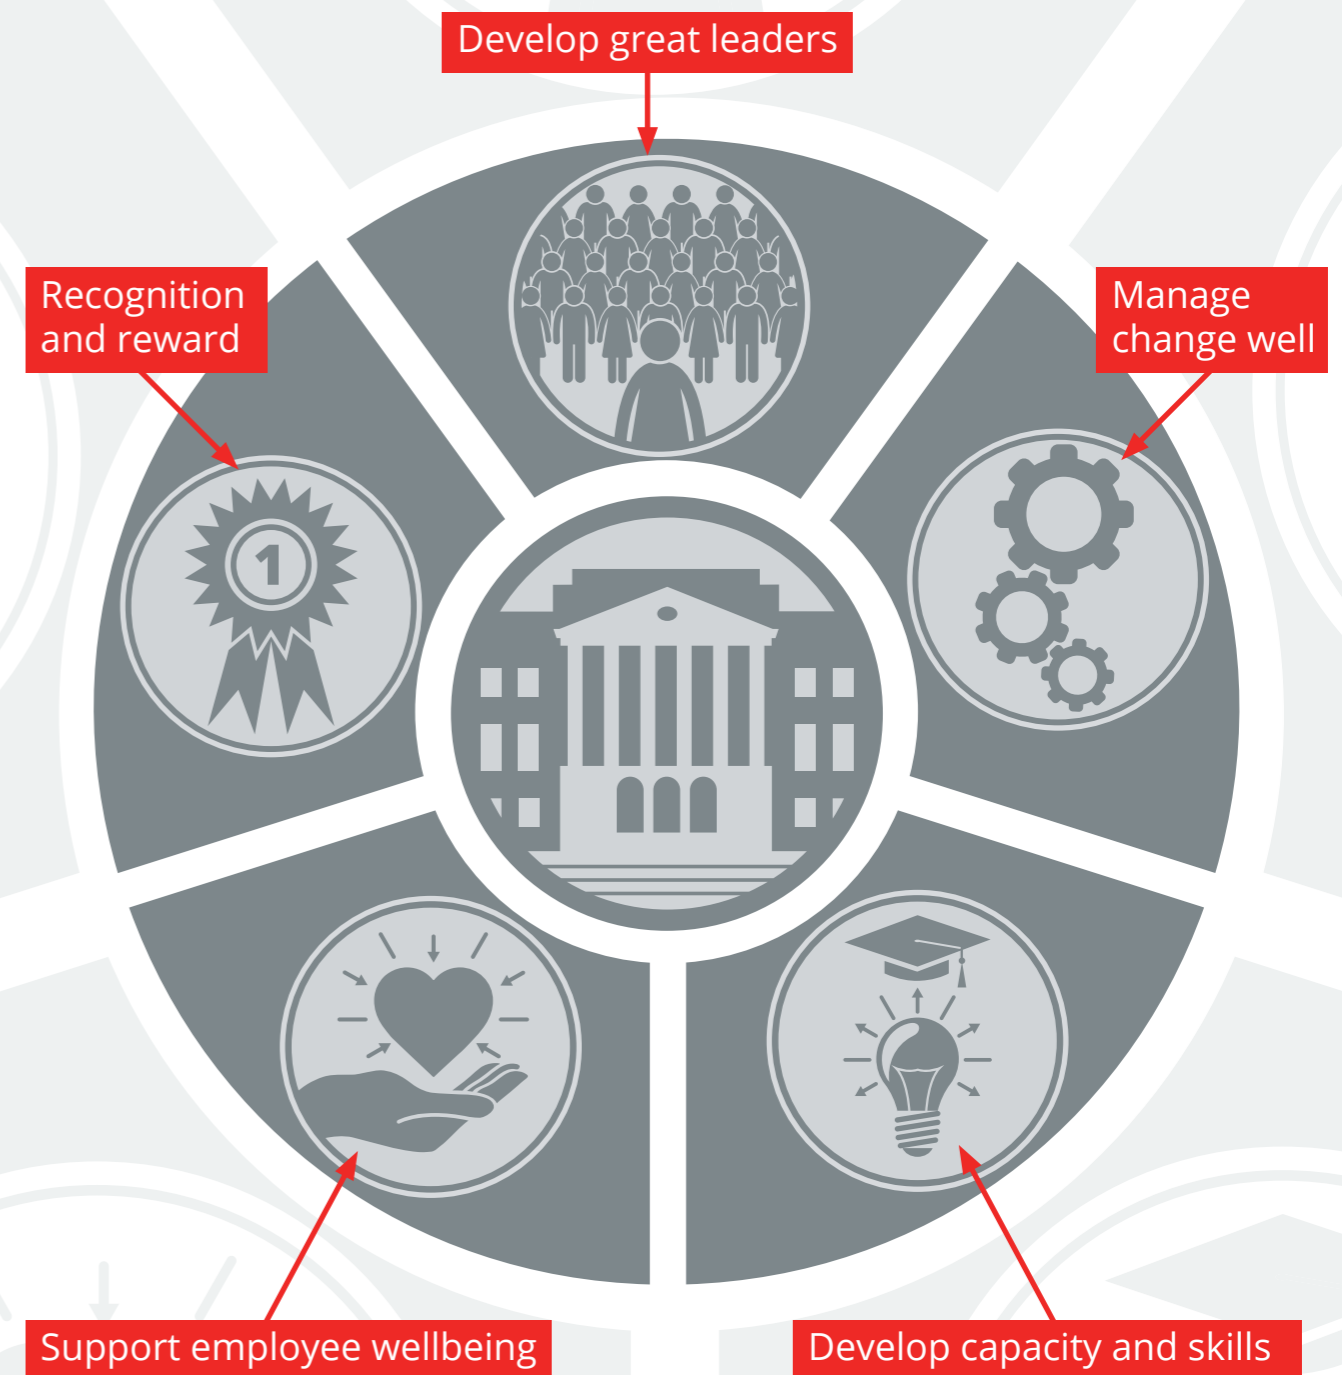 Develop great leaders
Recognition
and reward
Manage
change well
1
Support employee wellbeing
Develop capacity and skills